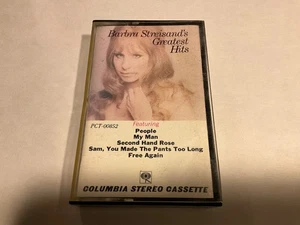 Barbra Streisand's
Greatest
Hits
Featuring
PCT-00852
People
My Man
Second Hand Rose
Sam, You Made The Pants Too Long
Free Again
COLUMBIA STEREO CASSETTE